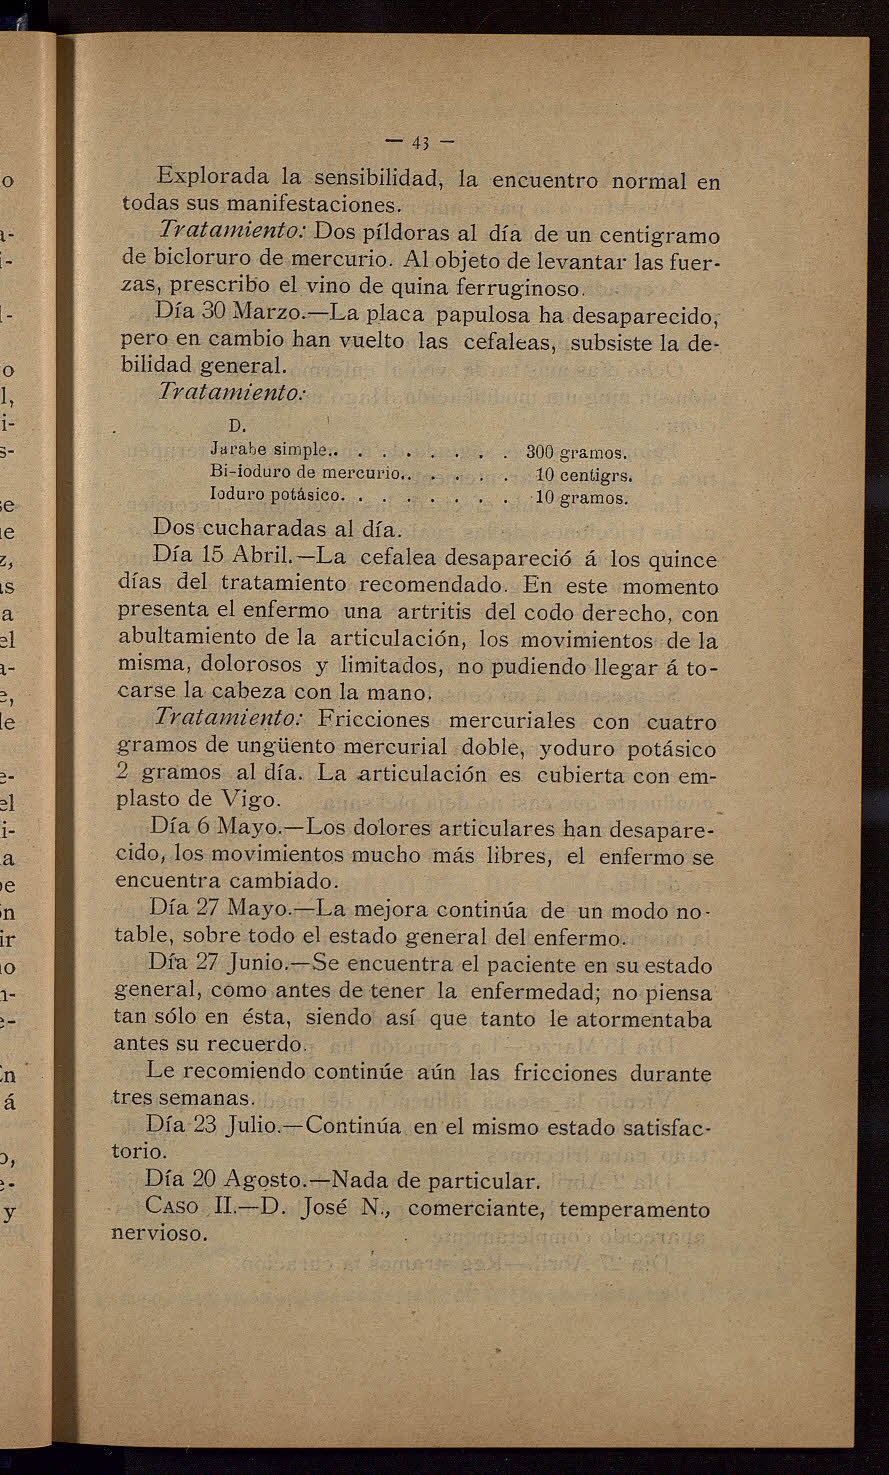 — 43 —
Explorada la sensibilidad, la encuentro normal en
todas sus manifestaciones.
Tratamiento: Dos píldoras al día de un centigramo
de bicloruro de mercurio. Al objeto de levantar las fuer-
zas, prescribo el vino de quina ferruginoso.
Día 30 Marzo.—La placa papulosa ha desaparecido,
pero en cambio han vuelto las cefaleas, subsiste la de-
bilidad general.
Tratamiento:
D.
Jarabe simple.. . . . . . . . 300 gramos.
Bi-ioduro de mercurio.. . . . . 10 centigrs.
Ioduro potásico. . . . . . . . 10 gramos.
Dos cucharadas al día.
Día 15 Abril.—La cefalea desapareció á los quince
días del tratamiento recomendado. En este momento
presenta el enfermo una artritis del codo derecho, con
abultamiento de la articulación, los movimientos de la
misma, dolorosos y limitados, no pudiendo llegar á to-
carse la cabeza con la mano.
Tratamiento: Fricciones mercuriales con cuatro
gramos de ungüento mercurial doble, yoduro potásico
2 gramos al día. La articulación es cubierta con em-
plasto de Vigo.
Día 6 Mayo.—Los dolores articulares han desapare-
cido, los movimientos mucho más libres, el enfermo se
encuentra cambiado.
Día 27 Mayo.—La mejora continúa de un modo no-
table, sobre todo el estado general del enfermo.
Día 27 Junio.—Se encuentra el paciente en su estado
general, como antes de tener la enfermedad; no piensa
tan sólo en ésta, siendo así que tanto le atormentaba
antes su recuerdo.
Le recomiendo continúe aún las fricciones durante
tres semanas.
Día 23 Julio.—Continúa en el mismo estado satisfac-
torio.
Día 20 Agosto.—Nada de particular.
CASO II.—D. José N., comerciante, temperamento
nervioso.